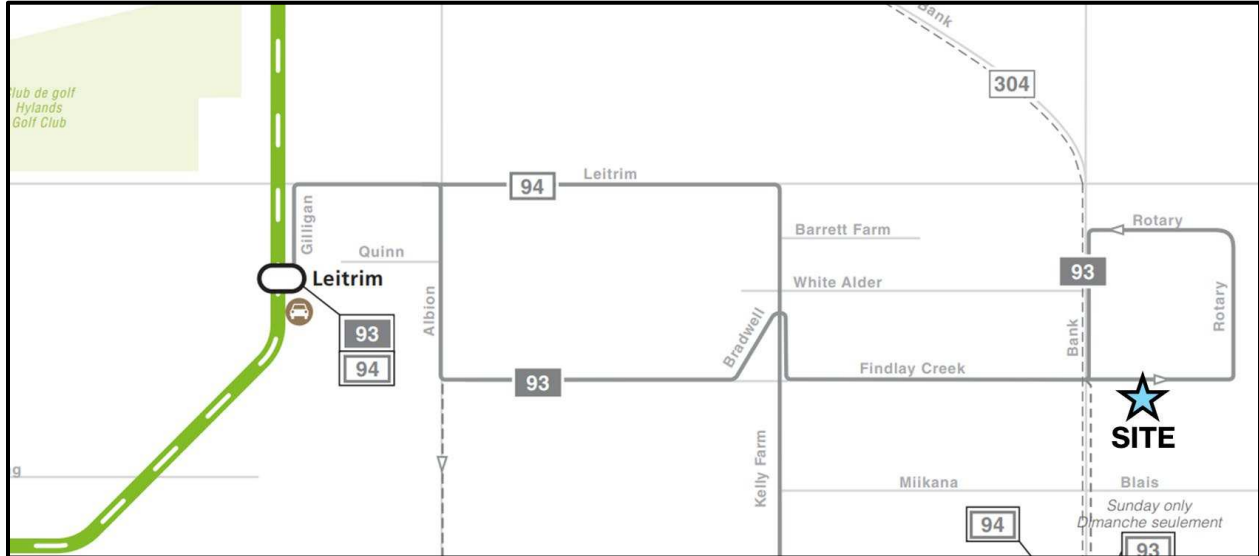 Bank
304
Club de golf
Hylands
Golf Club
94
Leitrim
Gilligan
Rotary
Barrett Farm
Quinn
93
Leitrim
White Alder
Rotary
Albion
Bradwell
Bank
93
94
Findlay Creek
93
SITE
Kelly Farm
g
Miikana
Blais
Sunday only
Dimanche seulement
94
93